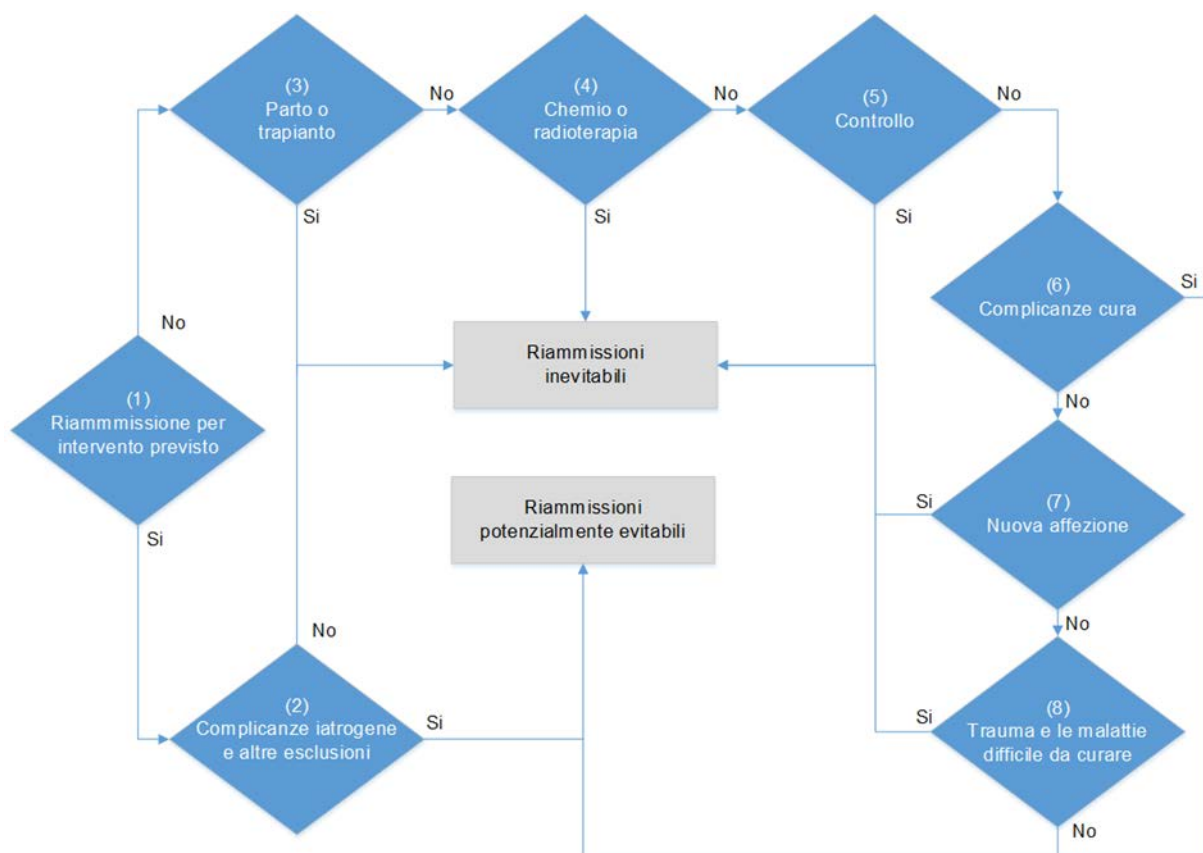 (3)
Parto o
trapianto
No
(4)
Chemio o
radioterapia
No
(5)
Controllo
No
Si
Si
Si
(6)
Complicanze cura
Si
No
No
(1)
Riammmissione per
intervento previsto
Si
Riammissioni
inevitabili
Riammissioni
potenzialmente evitabili
(7)
Nuova affezione
Si
No
No
(2)
Complicanze iatrogene
e altre esclusioni
Si
(8)
Trauma e le malattie
difficile da curare
Si
No